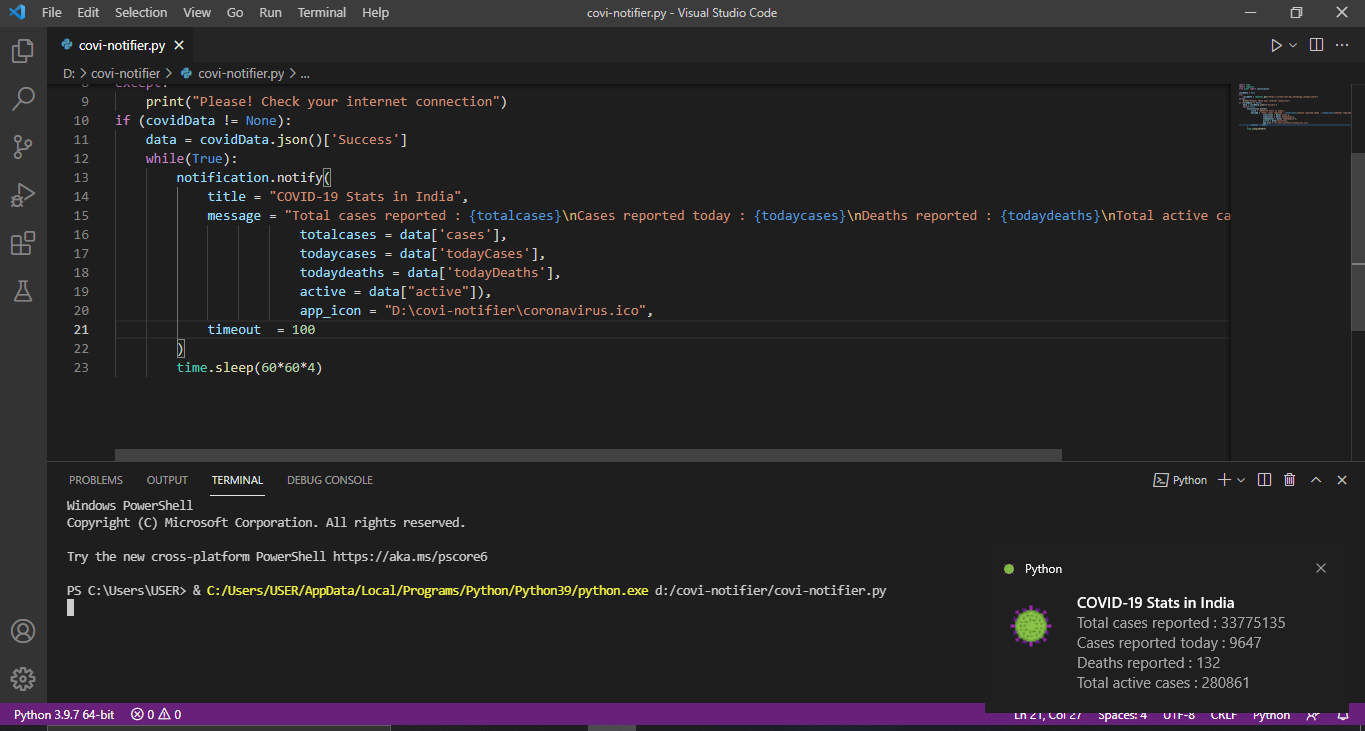 File Edit Selection View Go Run Terminal Help covi-notifier.py - Visual Studio Code
covi-notifier.py
D: > covi-notifier > covi-notifier.py > ...
8 except:
9 print("Please! Check your internet connection")
10 if (covidData != None):
11 data = covidData.json()['Success']
12 while(True):
13 notification.notify(
14 title = "COVID-19 Stats in India",
15 message = "Total cases reported : {totalcases}\nCases reported today : {todaycases}\nDeaths reported : {todaydeaths}\nTotal active ca
16 totalcases = data['cases'],
17 todaycases = data['todayCases'],
18 todaydeaths = data['todayDeaths'],
19 active = data["active"]),
20 app_icon = "D:\covi-notifier\coronavirus.ico",
21 timeout  = 100
22 )
23 time.sleep(60*60*4)
PROBLEMS OUTPUT TERMINAL DEBUG CONSOLE Python
Windows PowerShell
Copyright (C) Microsoft Corporation. All rights reserved.
Try the new cross-platform PowerShell https://aka.ms/pscore6
PS C:\Users\USER> & C:/Users/USER/AppData/Local/Programs/Python/Python39/python.exe d:/covi-notifier/covi-notifier.py
Python
COVID-19 Stats in India
Total cases reported : 33775135
Cases reported today : 9647
Deaths reported : 132
Total active cases : 280861
Python 3.9.7 64-bit 0 0 Ln 21, Col 27 Spaces: 4 UTF-8 CRLF Python